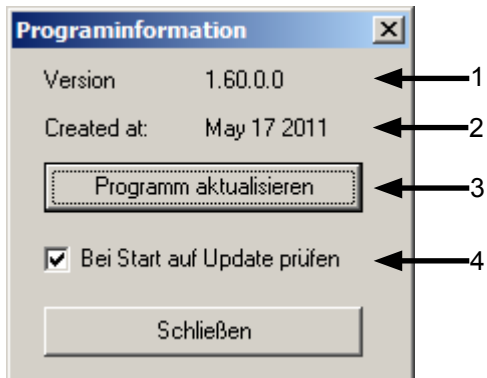 Programinformation
Version 1.60.0.0 1
Created at: May 17 2011 2
Programm aktualisieren 3
Bei Start auf Update prüfen 4
Schließen